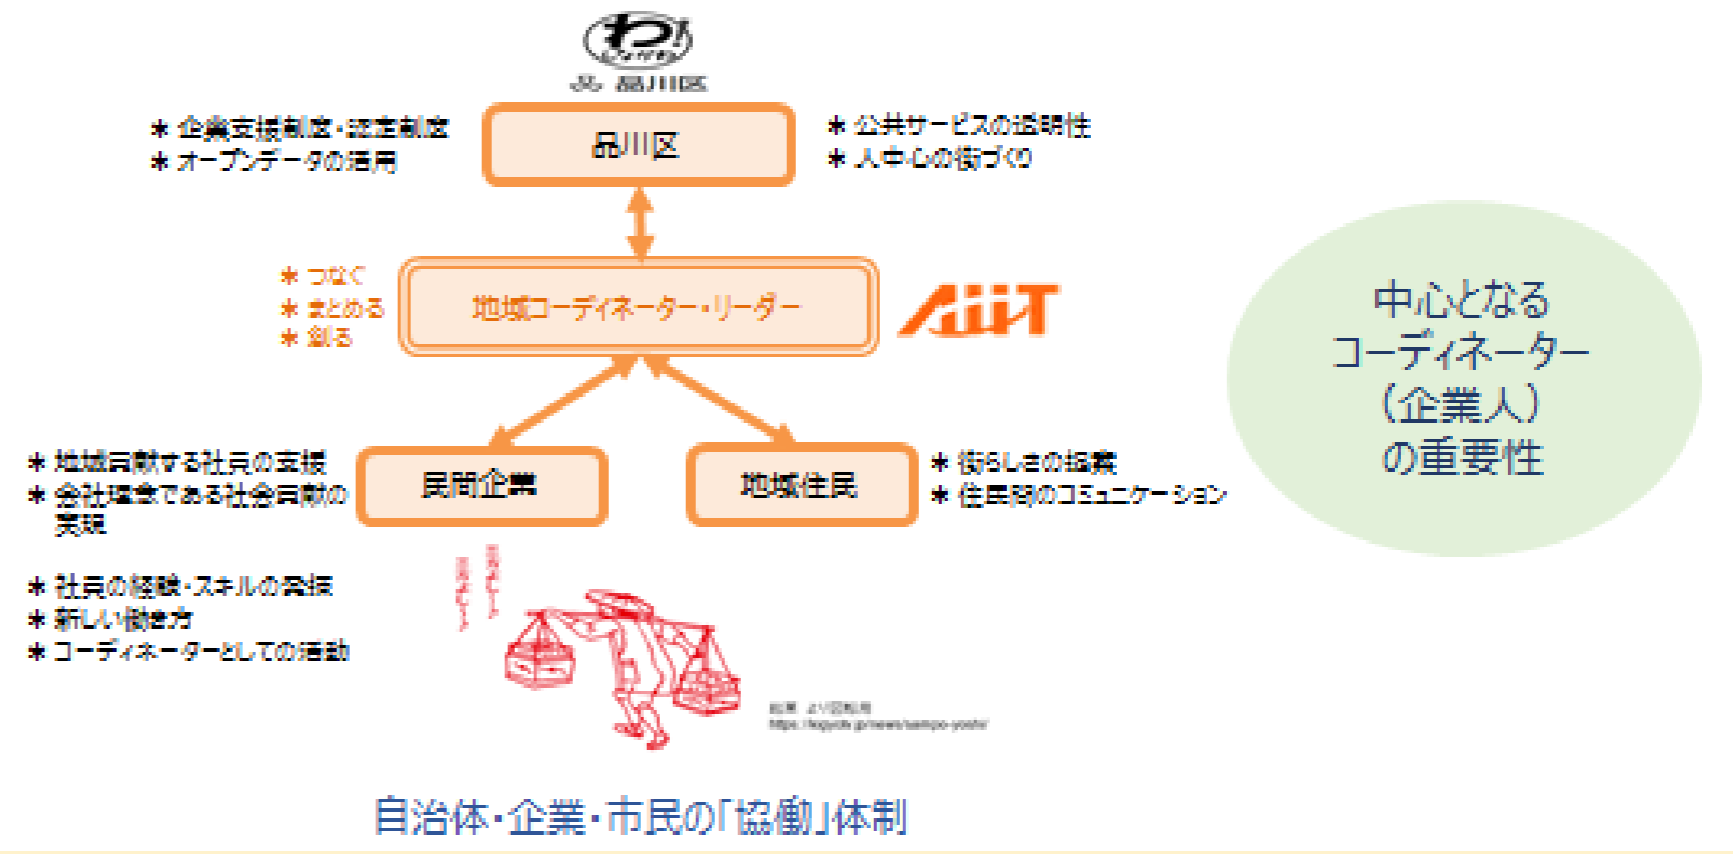 わ!
品川区
品川区
* 企業支援制度・認定制度
* オープンデータの活用
* 公共サービスの透明性
* 人中心の街づくり
* つなぐ
* まとめる
* 創る
地域コーディネーター・リーダー
AiiT
中心となる
コーディネーター
(企業人)
の重要性
* 地域貢献する社員の支援
* 会社理念である社会貢献の
実現
民間企業
地域住民
* 街らしさの提案
* 住民間のコミュニケーション
* 社員の経験・スキルの発揮
* 新しい働き方
* コーディネーターとしての活動
自治体・企業・市民の「協働」体制